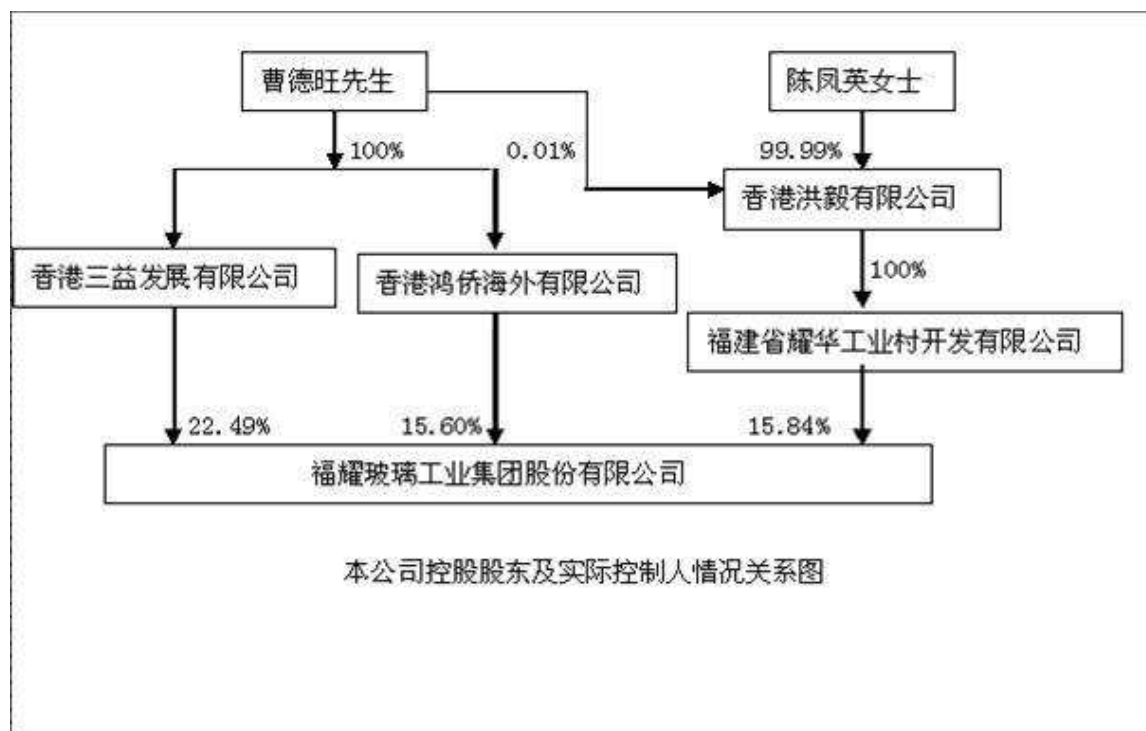 曹德旺先生
陈凤英女士
100%
0.01%
99.99%
香港洪毅有限公司
香港三益发展有限公司
香港鸿侨海外有限公司
100%
福建省耀华工业村开发有限公司
22.49%
15.60%
15.84%
福耀玻璃工业集团股份有限公司
本公司控股股东及实际控制人情况关系图